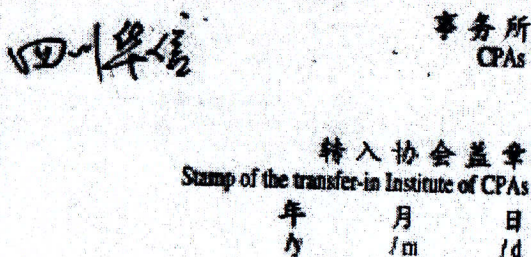 四川华信 事务所
CPAs
转入协会盖章
Stamp of the transfer-in Institute of CPAs
年 月 日
/y /m /d